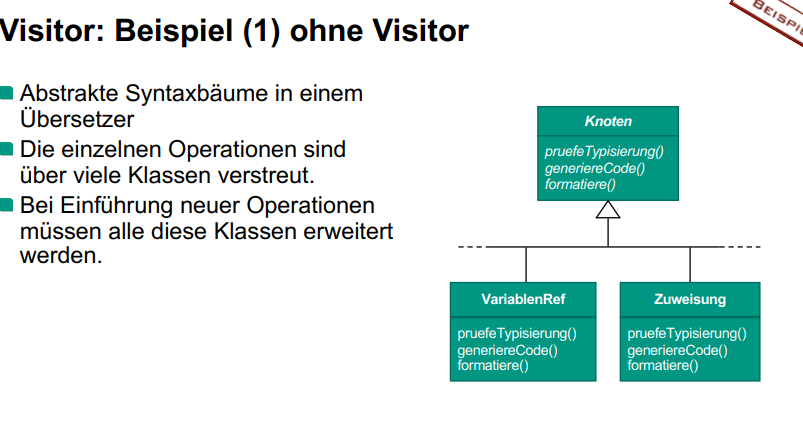 Visitor: Beispiel (1) ohne Visitor
Abstrakte Syntaxbäume in einem
Übersetzer
Die einzelnen Operationen sind
über viele Klassen verstreut.
Bei Einführung neuer Operationen
müssen alle diese Klassen erweitert
werden.
Knoten
pruefeTypisierung()
generiereCode()
formatiere()
VariablenRef
pruefeTypisierung()
generiereCode()
formatiere()
Zuweisung
pruefeTypisierung()
generiereCode()
formatiere()